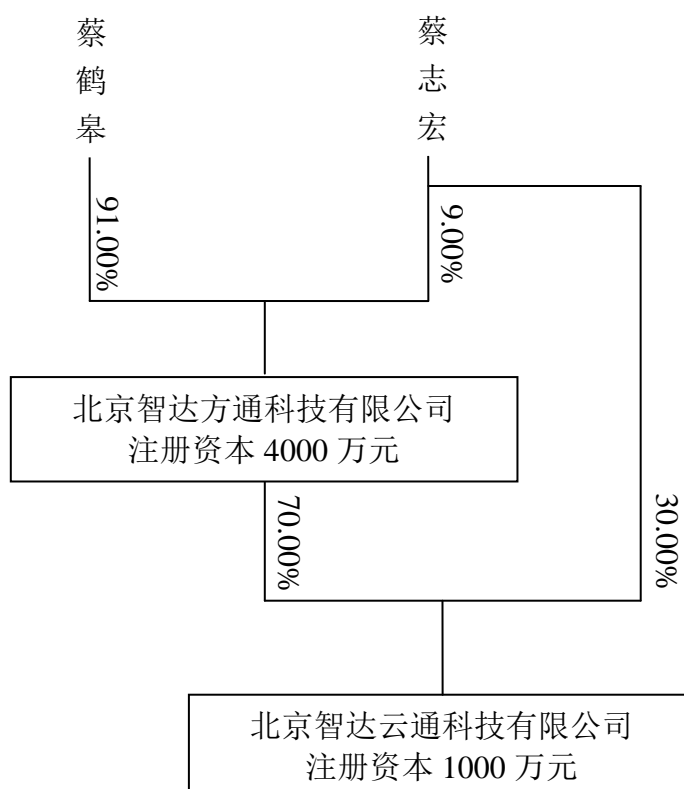 蔡鹤皋
蔡志宏
91.00%
9.00%
北京智达方通科技有限公司
注册资本 4000 万元
70.00%
30.00%
北京智达云通科技有限公司
注册资本 1000 万元